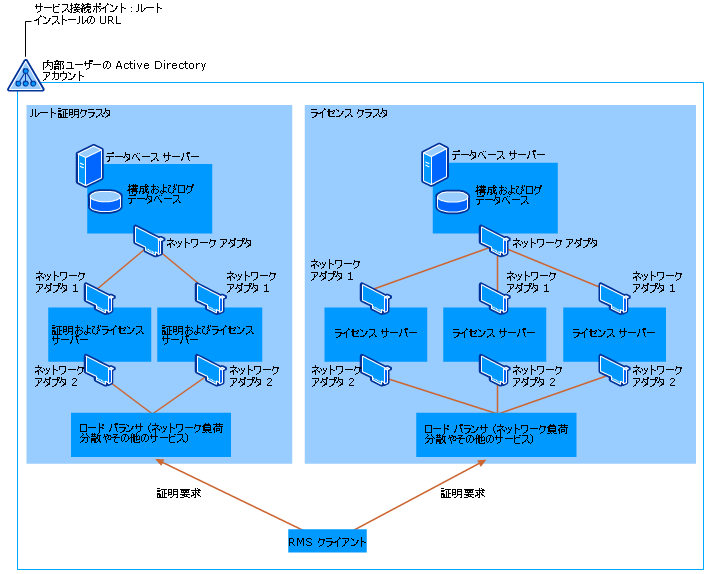 サービス接続ポイント : ルート
インストールの URL
内部ユーザーの Active Directory
アカウント
ルート証明クラスタ
データベース サーバー
構成およびログ
データベース
ネットワーク アダプタ
ネットワーク
アダプタ 1
ネットワーク
アダプタ 1
証明およびライセンス
サーバー
証明およびライセンス
サーバー
ネットワーク
アダプタ 2
ネットワーク
アダプタ 2
ロード バランサ (ネットワーク負荷
分散やその他のサービス)
ライセンス クラスタ
データベース サーバー
構成およびログ
データベース
ネットワーク アダプタ
ネットワーク
アダプタ 1
ネットワーク
アダプタ 1
ネットワーク
アダプタ 1
ライセンス サーバー
ライセンス サーバー
ライセンス サーバー
ネットワーク
アダプタ 2
ネットワーク
アダプタ 2
ネットワーク
アダプタ 2
ロード バランサ (ネットワーク負荷
分散やその他のサービス)
証明要求
証明要求
RMS クライアント